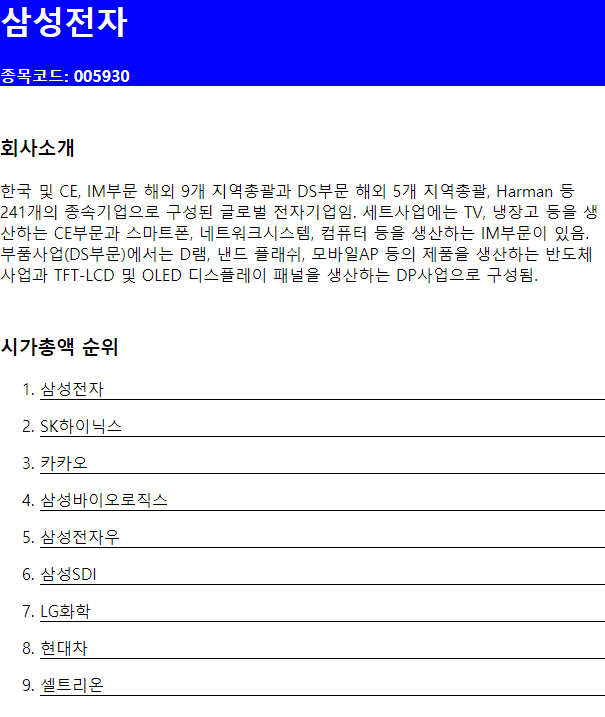 삼성전자
종목코드: 005930
회사소개
한국 및 CE, IM부문 해외 9개 지역총괄과 DS부문 해외 5개 지역총괄, Harman 등
241개의 종속기업으로 구성된 글로벌 전자기업임. 세트사업에는 TV, 냉장고 등을 생
산하는 CE부문과 스마트폰, 네트워크시스템, 컴퓨터 등을 생산하는 IM부문이 있음.
부품사업(DS부문)에서는 D램, 낸드 플래쉬, 모바일AP 등의 제품을 생산하는 반도체
사업과 TFT-LCD 및 OLED 디스플레이 패널을 생산하는 DP사업으로 구성됨.
시가총액 순위
1. 삼성전자
2. SK하이닉스
3. 카카오
4. 삼성바이오로직스
5. 삼성전자우
6. 삼성SDI
7. LG화학
8. 현대차
9. 셀트리온